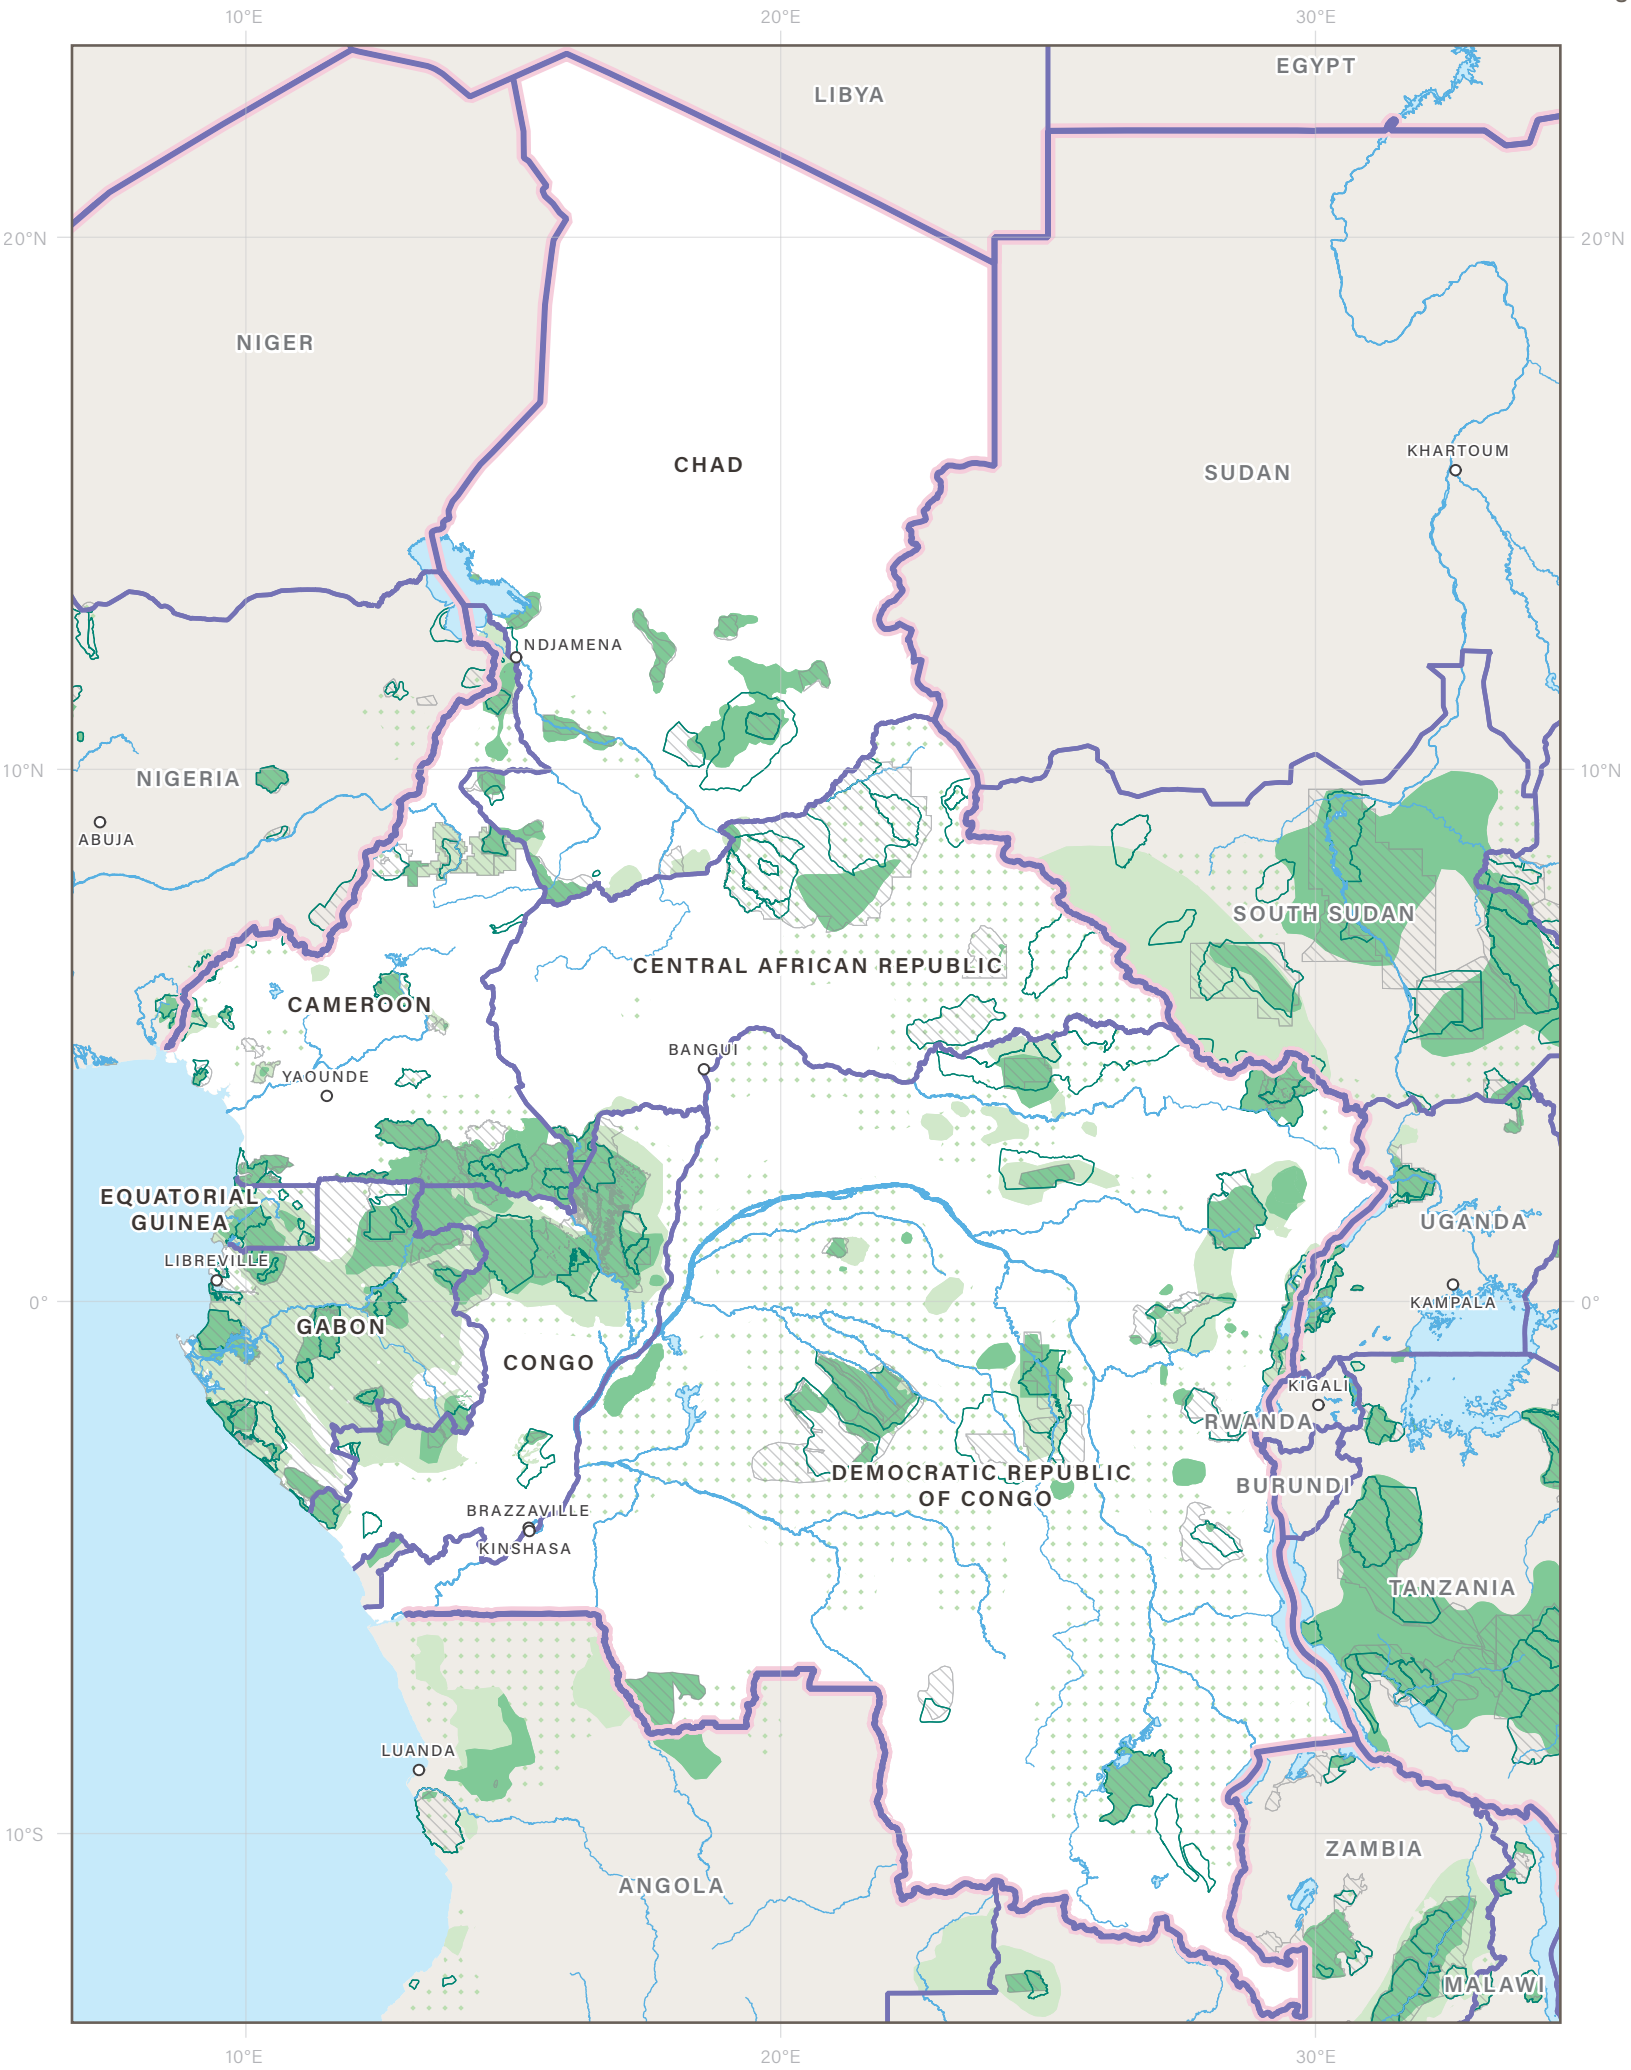 10°E 20°E 30°E
EGYPT
LIBYA
20°N 20°N
NIGER
KHARTOUM
CHAD
SUDAN
NDJAMENA
10°N 10°N
NIGERIA
ABUJA
SOUTH SUDAN
CENTRAL AFRICAN REPUBLIC
CAMEROON
BANGUI
YAOUNDE
EQUATORIAL
GUINEA
UGANDA
LIBREVILLE
0° 0°
KAMPALA
GABON
CONGO
KIGALI
RWANDA
DEMOCRATIC REPUBLIC
OF CONGO
BURUNDI
BRAZZAVILLE
KINSHASA
TANZANIA
LUANDA
10°S
ZAMBIA
ANGOLA
MALAWI
10°E 20°E 30°E